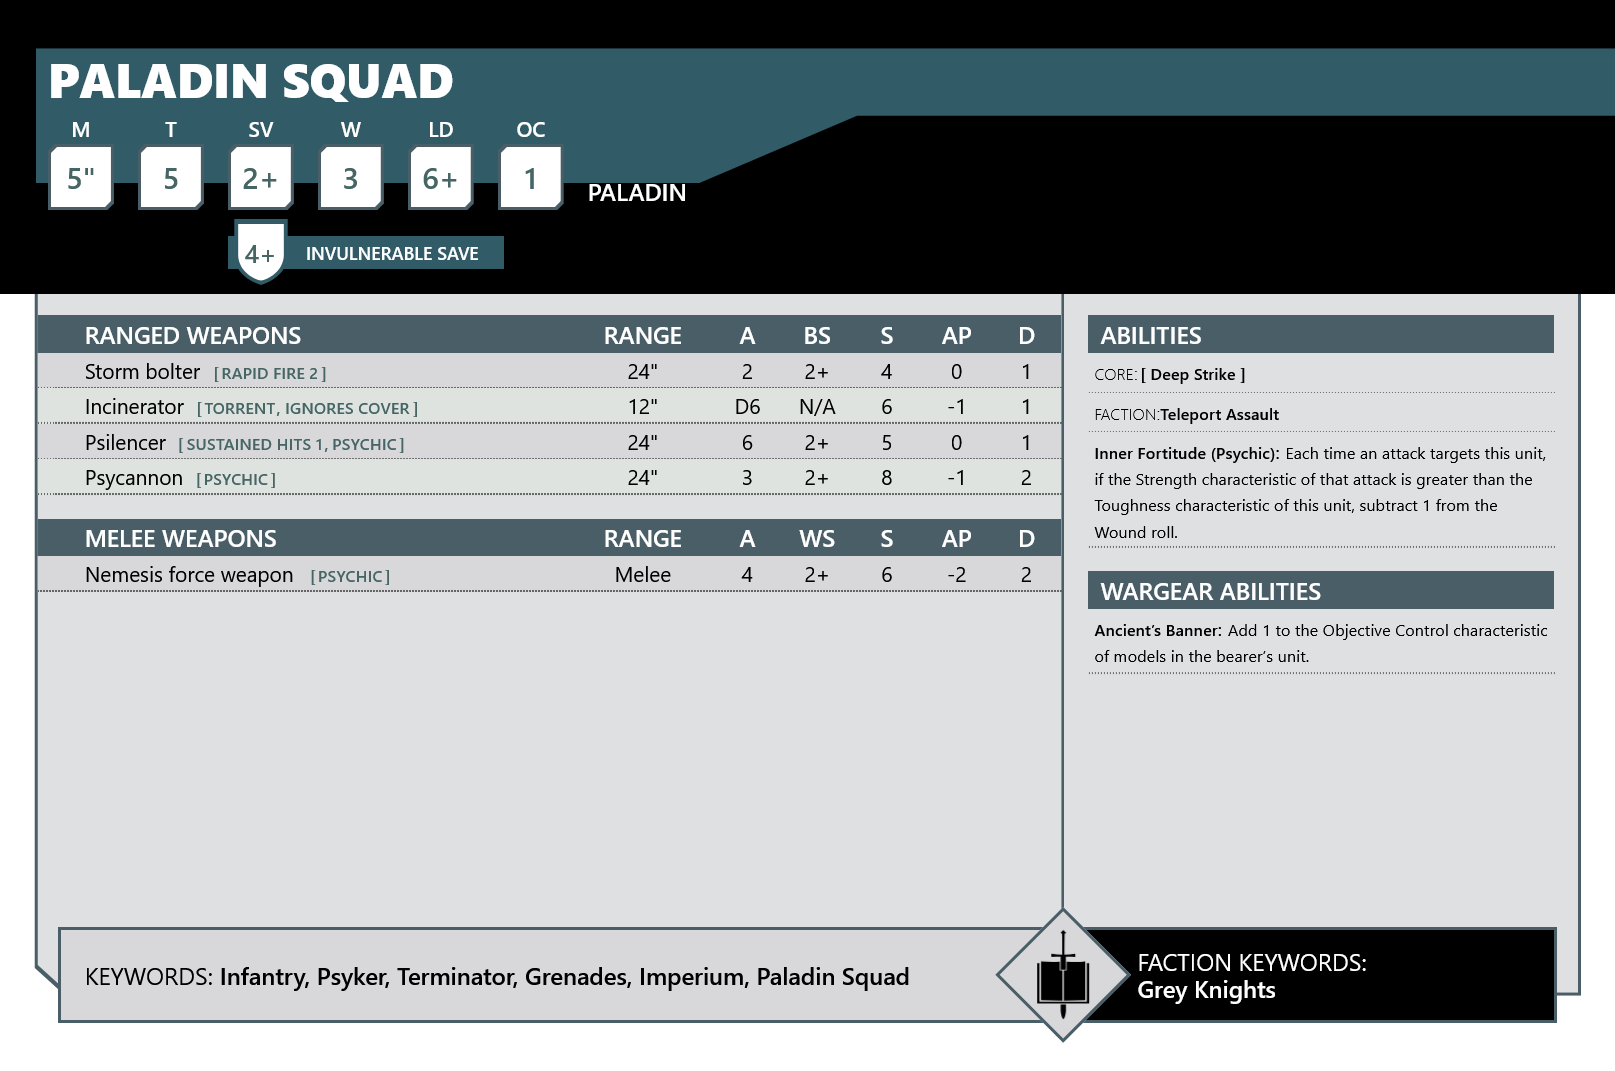 PALADIN SQUAD
M T SV W LD OC
5" 5 2+ 3 6+ 1 PALADIN
4+ INVULNERABLE SAVE
RANGED WEAPONS RANGE A BS S AP D
Storm bolter [ RAPID FIRE 2 ] 24" 2 2+ 4 0 1
Incinerator [ TORRENT, IGNORES COVER ] 12" D6 N/A 6 -1 1
Psilencer [ SUSTAINED HITS 1, PSYCHIC ] 24" 6 2+ 5 0 1
Psycannon [ PSYCHIC ] 24" 3 2+ 8 -1 2
MELEE WEAPONS RANGE A WS S AP D
Nemesis force weapon [ PSYCHIC ] Melee 4 2+ 6 -2 2
ABILITIES
CORE: [ Deep Strike ]
FACTION:Teleport Assault
Inner Fortitude (Psychic): Each time an attack targets this unit,
if the Strength characteristic of that attack is greater than the
Toughness characteristic of this unit, subtract 1 from the
Wound roll.
WARGEAR ABILITIES
Ancient's Banner: Add 1 to the Objective Control characteristic
of models in the bearer's unit.
KEYWORDS: Infantry, Psyker, Terminator, Grenades, Imperium, Paladin Squad
FACTION KEYWORDS:
Grey Knights